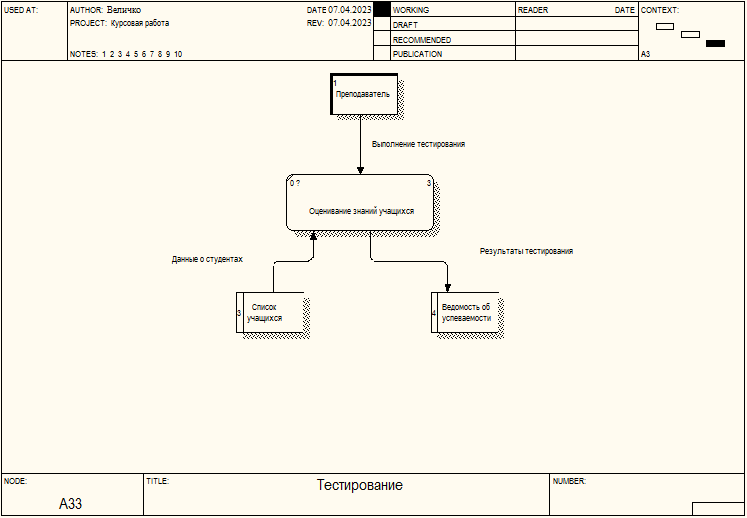 USED AT:
AUTHOR: Величко
DATE 07.04.2023
WORKING
READER
DATE
CONTEXT:
PROJECT: Курсовая работа
REV: 07.04.2023
DRAFT
RECOMMENDED
NOTES: 1 2 3 4 5 6 7 8 9 10
PUBLICATION
A3
1
Преподаватель
Выполнение тестирования
0 ?
3
Оценивание знаний учащихся
Данные о студентах
Результаты тестирования
3
Список
учащихся
4
Ведомость об
успеваемости
NODE:
A33
TITLE:
Тестирование
NUMBER: